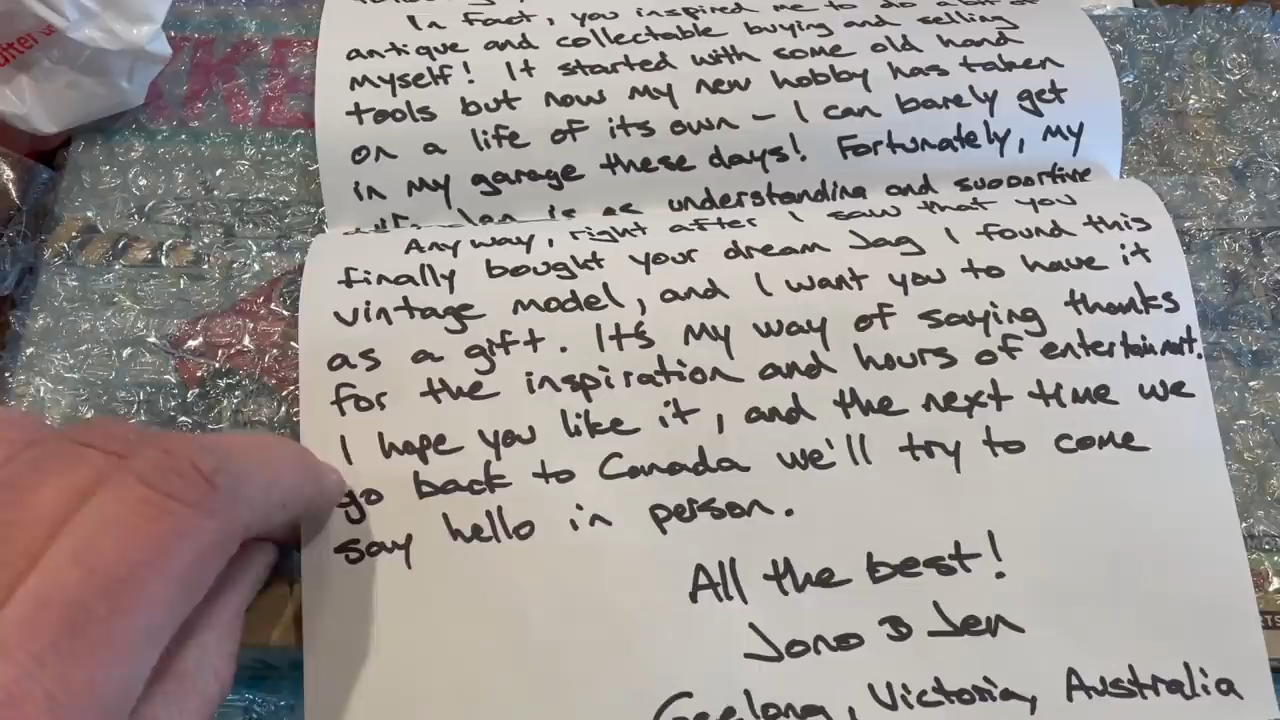 In fact, you inspired me to do a bit of
antique and collectable buying and selling
myself! It started with some old hand
tools but now my new hobby has taken
on a life of its own - I can barely get
in my garage these days! Fortunately, my
is as understanding and supportive
Anyway, right after I saw that you
finally bought your dream Jag I found this
vintage model, and I want you to have it
as a gift. It's my way of saying thanks
for the inspiration and hours of entertainment.
I hope you like it, and the next time we
go back to Canada we'll try to come
say hello in person.
All the best!
Jono & Jen
Geelong, Victoria, Australia